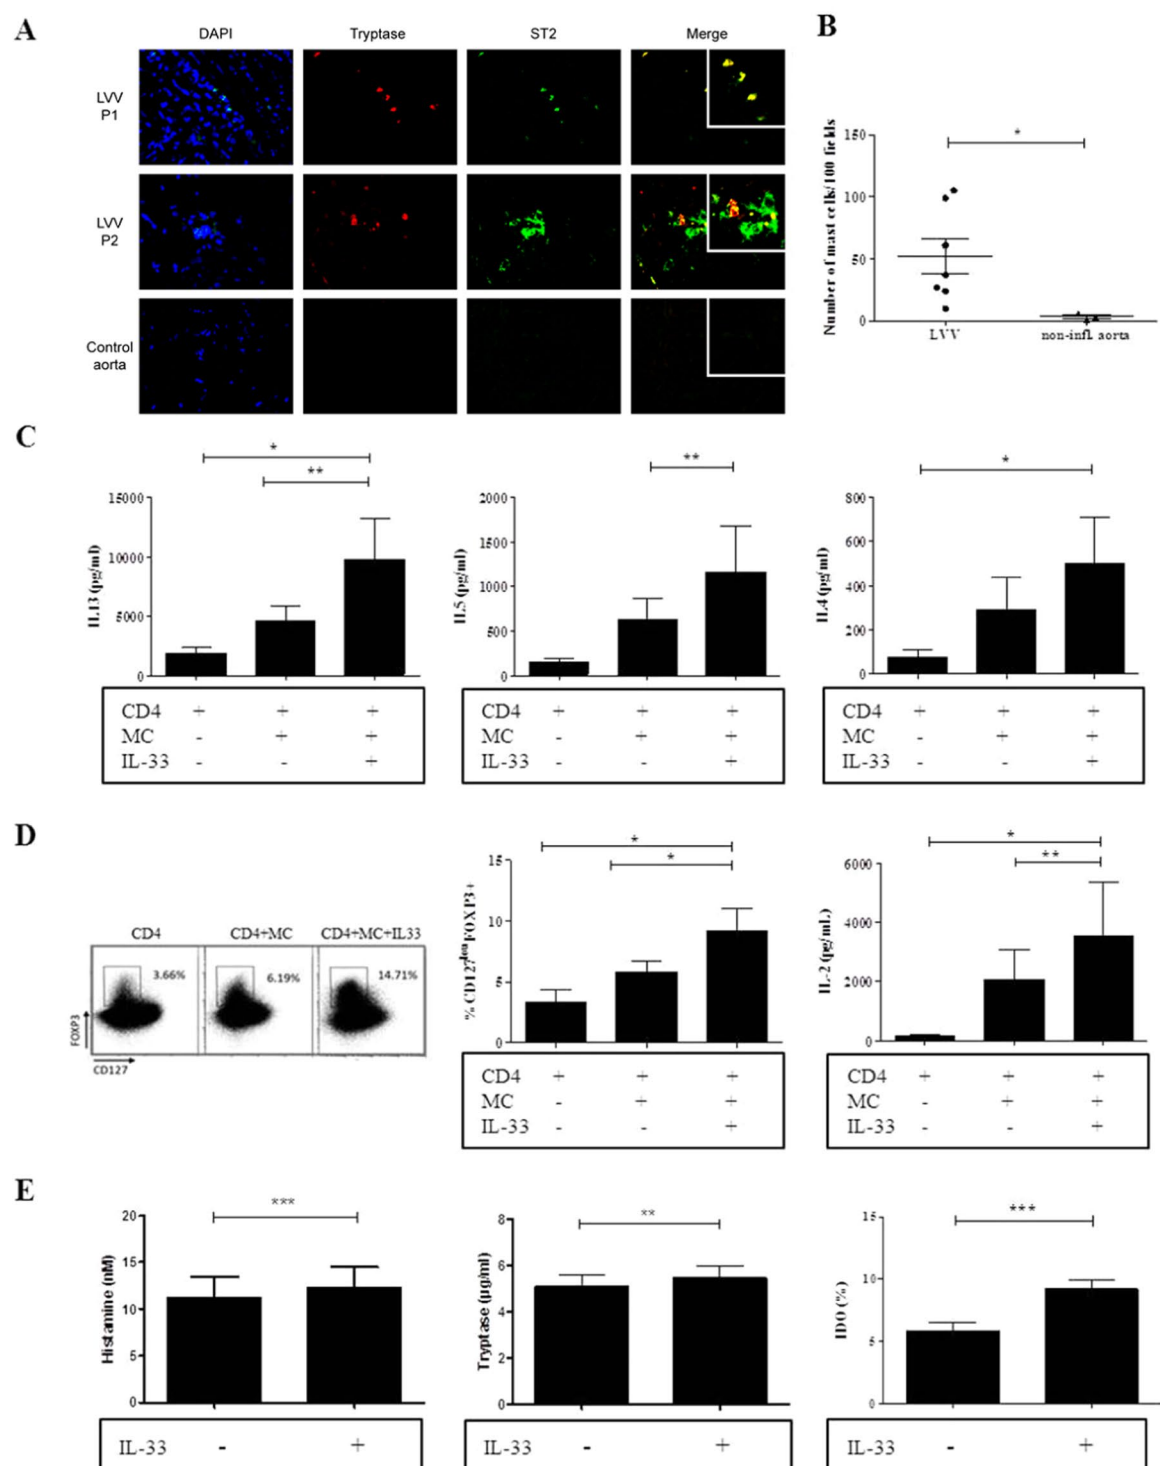 A
DAPI Tryptase ST2 Merge
LVV
P1
LVV
P2
Control
aorta
B
*
Number of mast cells/100 fields
150
100
50
0
LVV non-infl. aorta
C
* **
IL13 (pg/ml)
15000
10000
5000
0
CD4 + + +
MC - + +
IL-33 - - +
**
IL5 (pg/ml)
2000
1500
1000
500
0
CD4 + + +
MC - + +
IL-33 - - +
*
IL4 (pg/ml)
800
600
400
200
0
CD4 + + +
MC - + +
IL-33 - - +
D
CD4 CD4+MC CD4+MC+IL33
3.66% 6.19% 14.71%
FOXP3
CD127
*
*
% CD127lowFOXP3+
15
10
5
0
CD4 + + +
MC - + +
IL-33 - - +
*
**
IL-2 (pg/mL)
6000
4000
2000
0
CD4 + + +
MC - + +
IL-33 - - +
E
***
Histamine (nM)
20
15
10
5
0
IL-33 - +
**
Tryptase (µg/ml)
8
6
4
2
0
IL-33 - +
***
IDO (%)
15
10
5
0
IL-33 - +